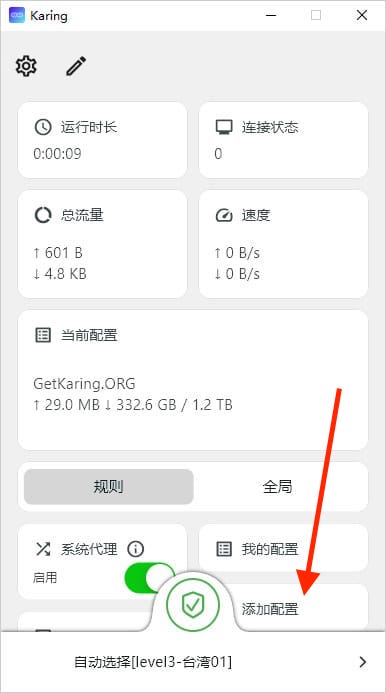 Karing
运行时长
0:00:09
连接状态
0
总流量
↑ 601 B
↓ 4.8 KB
速度
↑ 0 B/s
↓ 0 B/s
当前配置
GetKaring.ORG
↑ 29.0 MB ↓ 332.6 GB / 1.2 TB
规则
全局
系统代理
启用
我的配置
添加配置
自动选择[level3-台湾01]